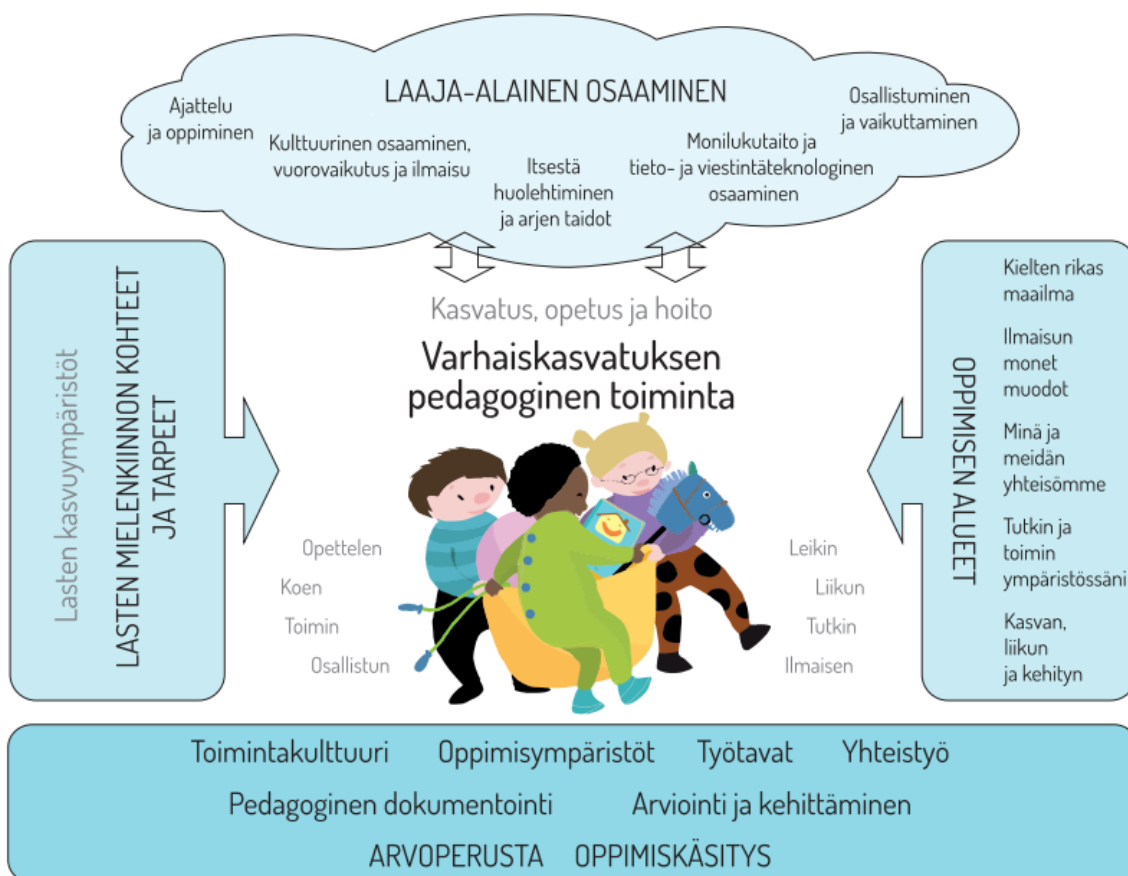 LAAJA-ALAINEN OSAAMINEN
Ajattelu
ja oppiminen
Kulttuurinen osaaminen,
vuorovaikutus ja ilmaisu
Itsestä
huolehtiminen
ja arjen taidot
Monilukutaito ja
tieto- ja viestintäteknologinen
osaaminen
Osallistuminen
ja vaikuttaminen
Lasten kasvuympäristöt
LASTEN MIELENKIINNON KOHTEET
JA TARPEET
Kasvatus, opetus ja hoito
Varhaiskasvatuksen
pedagoginen toiminta
Opettelen
Koen
Toimin
Osallistun
Leikin
Liikun
Tutkin
Ilmaisen
OPPIMISEN ALUEET
Kielten rikas
maailma
Ilmaisun
monet
muodot
Minä ja
meidän
yhteisömme
Tutkin ja
toimin
ympäristössäni
Kasvan,
liikun
ja kehityn
Toimintakulttuuri Oppimisympäristöt Työtavat Yhteistyö
Pedagoginen dokumentointi Arviointi ja kehittäminen
ARVOPERUSTA OPPIMISKÄSITYS